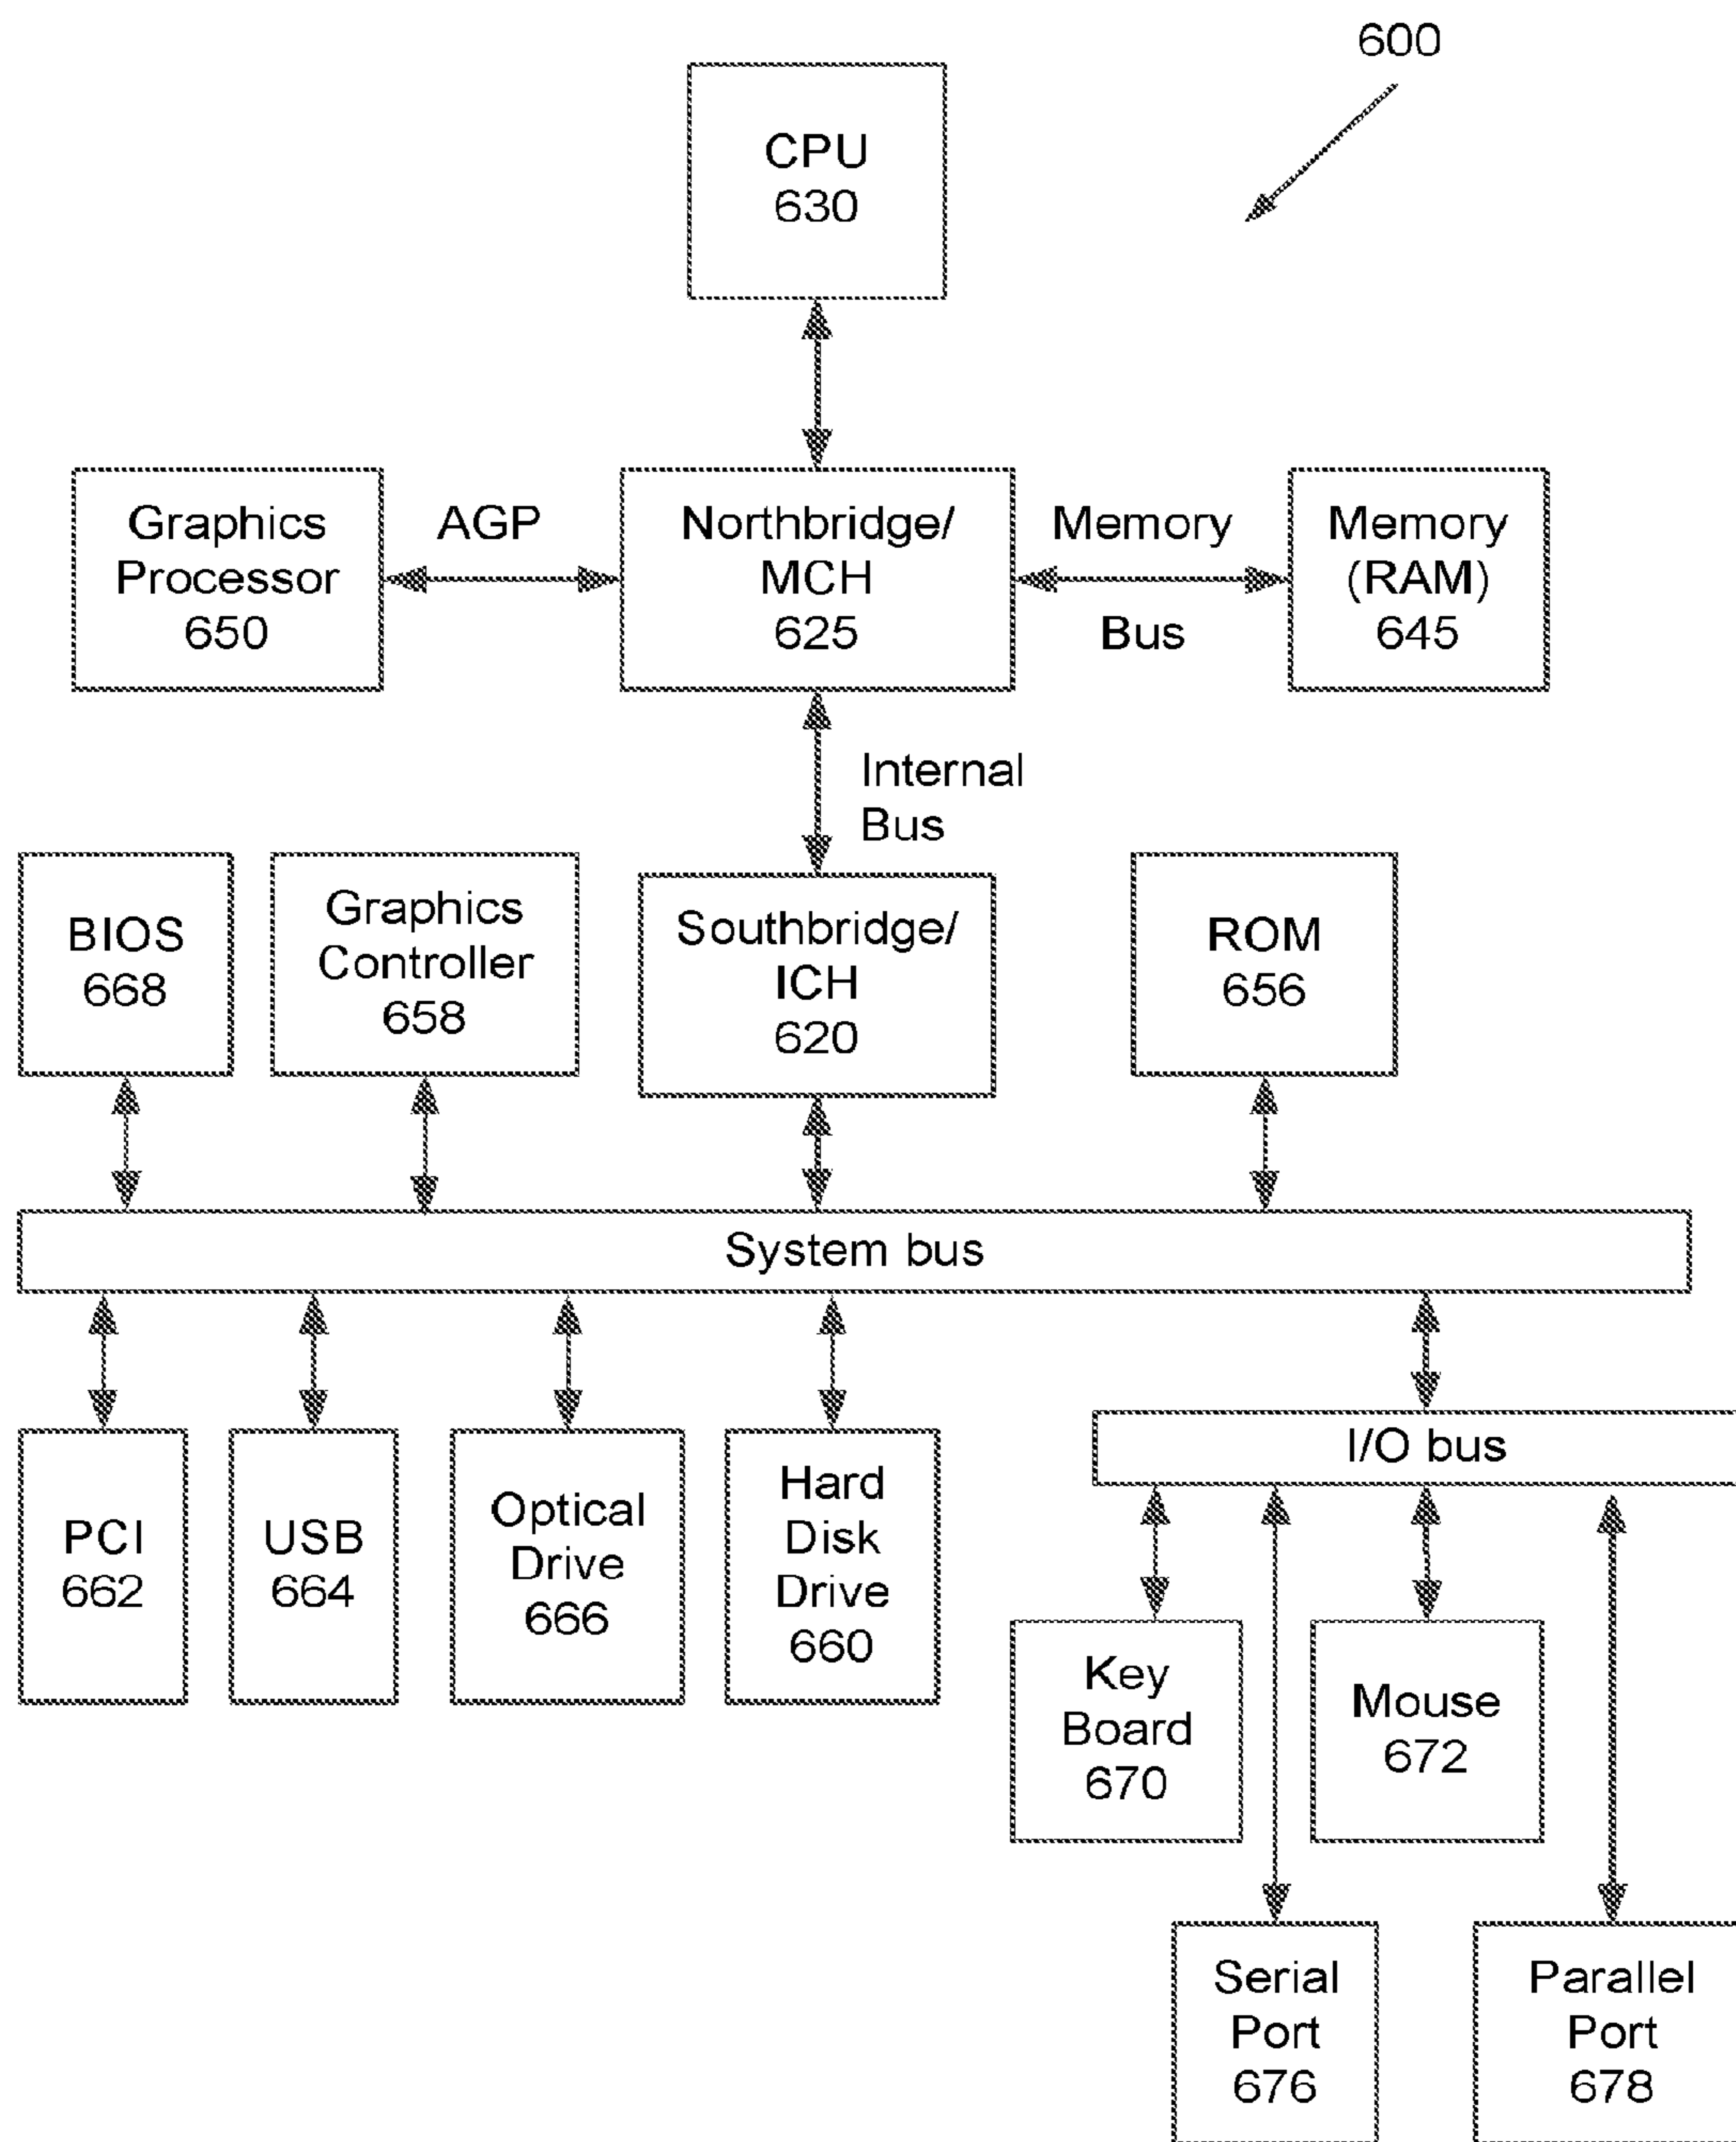 600
CPU
630
Graphics
Processor
650
AGP
Northbridge/
MCH
625
Memory
Bus
Memory
(RAM)
645
Internal
Bus
BIOS
668
Graphics
Controller
658
Southbridge/
ICH
620
ROM
656
System bus
PCI
662
USB
664
Optical
Drive
666
Hard
Disk
Drive
660
I/O bus
Key
Board
670
Mouse
672
Serial
Port
676
Parallel
Port
678